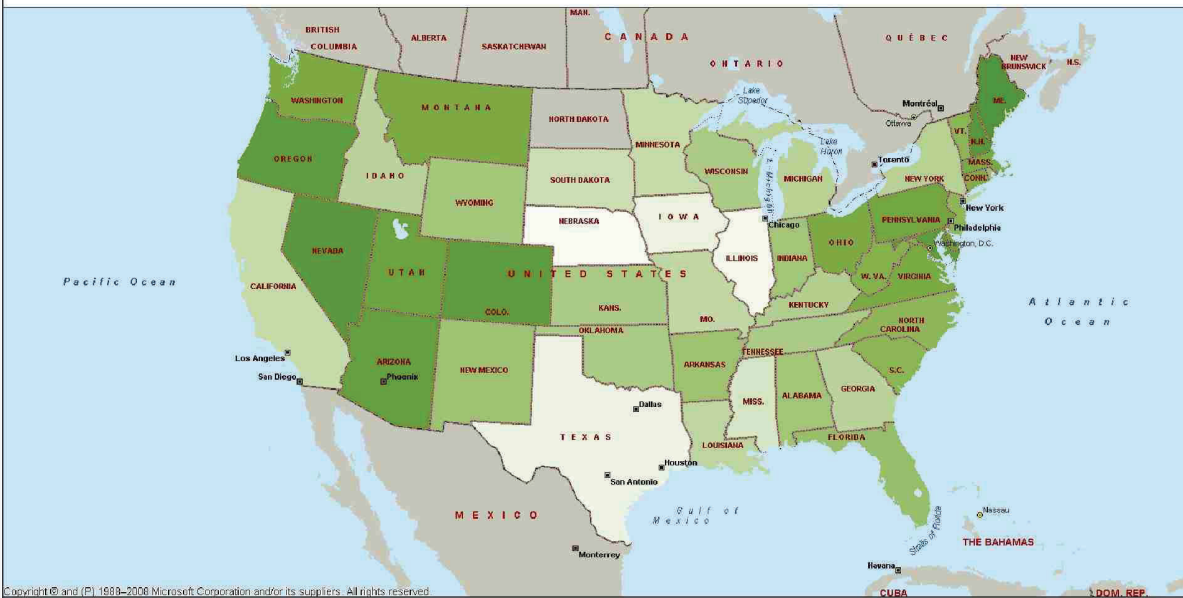 MAN.
BRITISH
COLUMBIA
ALBERTA
SASKATCHEWAN
CANADA
ONTARIO
QUÉBEC
NEW
BRUNSWICK
N.S.
WASHINGTON
MONTANA
NORTH DAKOTA
MINNESOTA
Lake
Superior
Montréal
Ottawa
ME.
VT.
N.H.
OREGON
IDAHO
SOUTH DAKOTA
WISCONSIN
L. Michigan
Lake
Huron
MICHIGAN
Toronto
NEW YORK
MASS.
CONN.
WYOMING
NEBRASKA
IOWA
Chicago
New York
PENNSYLVANIA
Philadelphia
NEVADA
UTAH
UNITED STATES
ILLINOIS
INDIANA
OHIO
Washington, D.C.
W. VA.
VIRGINIA
Pacific Ocean
CALIFORNIA
COLO.
KANS.
MO.
KENTUCKY
Atlantic
Ocean
OKLAHOMA
TENNESSEE
NORTH
CAROLINA
Los Angeles
San Diego
ARIZONA
Phoenix
NEW MEXICO
ARKANSAS
S.C.
Dallas
MISS.
ALABAMA
GEORGIA
TEXAS
LOUISIANA
FLORIDA
Houston
San Antonio
MEXICO
Gulf of
Mexico
Nassau
Straits of Florida
THE BAHAMAS
Monterrey
Havana
CUBA
DOM. REP.
Copyright © and (P) 1988–2008 Microsoft Corporation and/or its suppliers. All rights reserved.